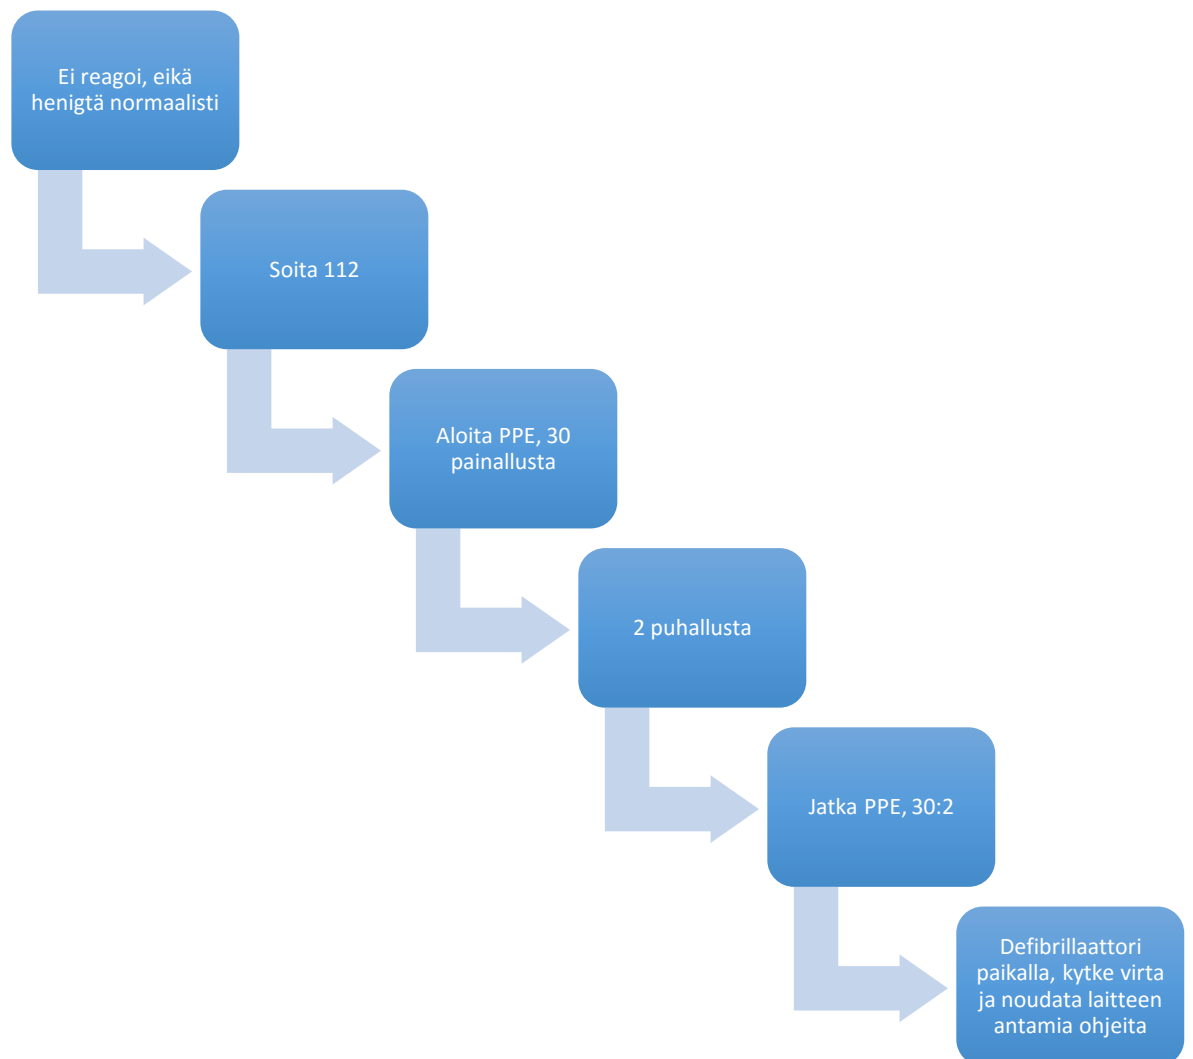 Ei reagoi, eikä
henigtä normaalisti
Soita 112
Aloita PPE, 30
painallusta
2 puhallusta
Jatka PPE, 30:2
Defibrillaattori
paikalla, kytke virta
ja noudata laitteen
antamia ohjeita